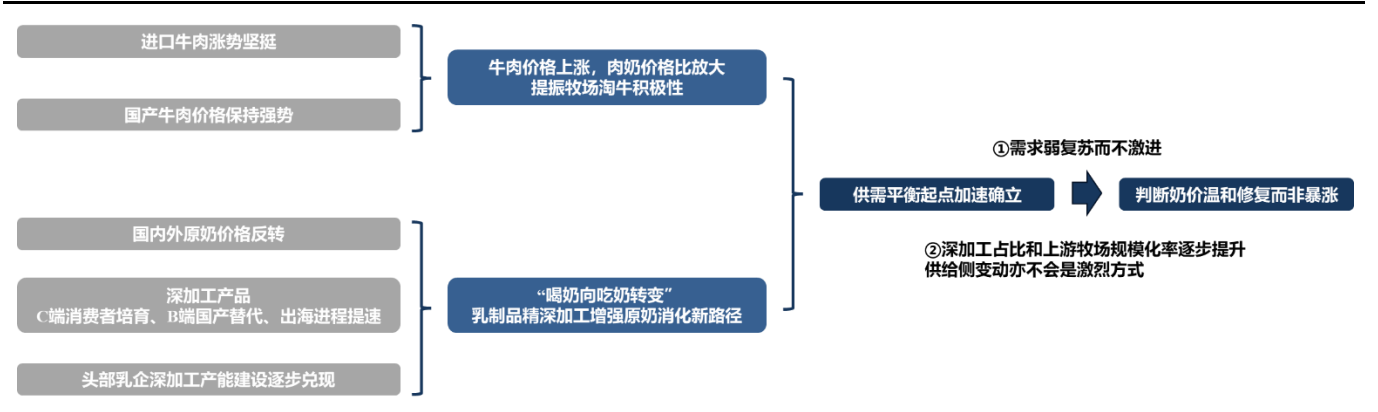 进口牛肉涨势坚挺
国产牛肉价格保持强势
牛肉价格上涨，肉奶价格比放大
提振牧场淘牛积极性
国内外原奶价格反转
深加工产品
C端消费者培育、B端国产替代、出海进程提速
头部乳企深加工产能建设逐步兑现
“喝奶向吃奶转变”
乳制品精深加工增强原奶消化新路径
①需求弱复苏而不激进
供需平衡起点加速确立
判断奶价温和修复而非暴涨
②深加工占比和上游牧场规模化率逐步提升
供给侧变动亦不会是激烈方式